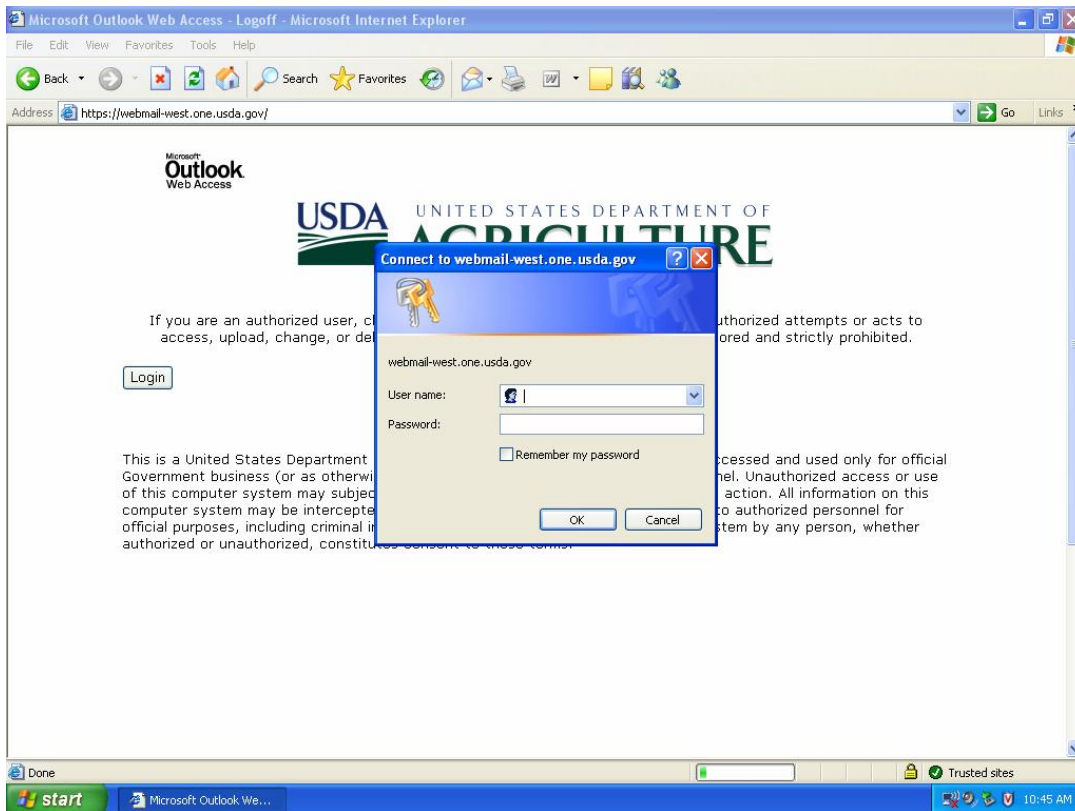 Microsoft Outlook Web Access - Logoff - Microsoft Internet Explorer
File Edit View Favorites Tools Help
Back Search Favorites
Address https://webmail-west.one.usda.gov/ Go Links
Microsoft
Outlook
Web Access
USDA UNITED STATES DEPARTMENT OF
AGRICULTURE
Connect to webmail-west.one.usda.gov
If you are an authorized user, uthorized attempts or acts to
access, upload, change, or ored and strictly prohibited.
webmail-west.one.usda.gov
Login
User name:
Password:
Remember my password
OK Cancel
This is a United States Department ccessed and used only for official
Government business (or as nel. Unauthorized access or use
of this computer system may action. All information on this
computer system may be to authorized personnel for
official purposes, including criminal stem by any person, whether
authorized or unauthorized,
Done Trusted sites
start Microsoft Outlook We... 10:45 AM